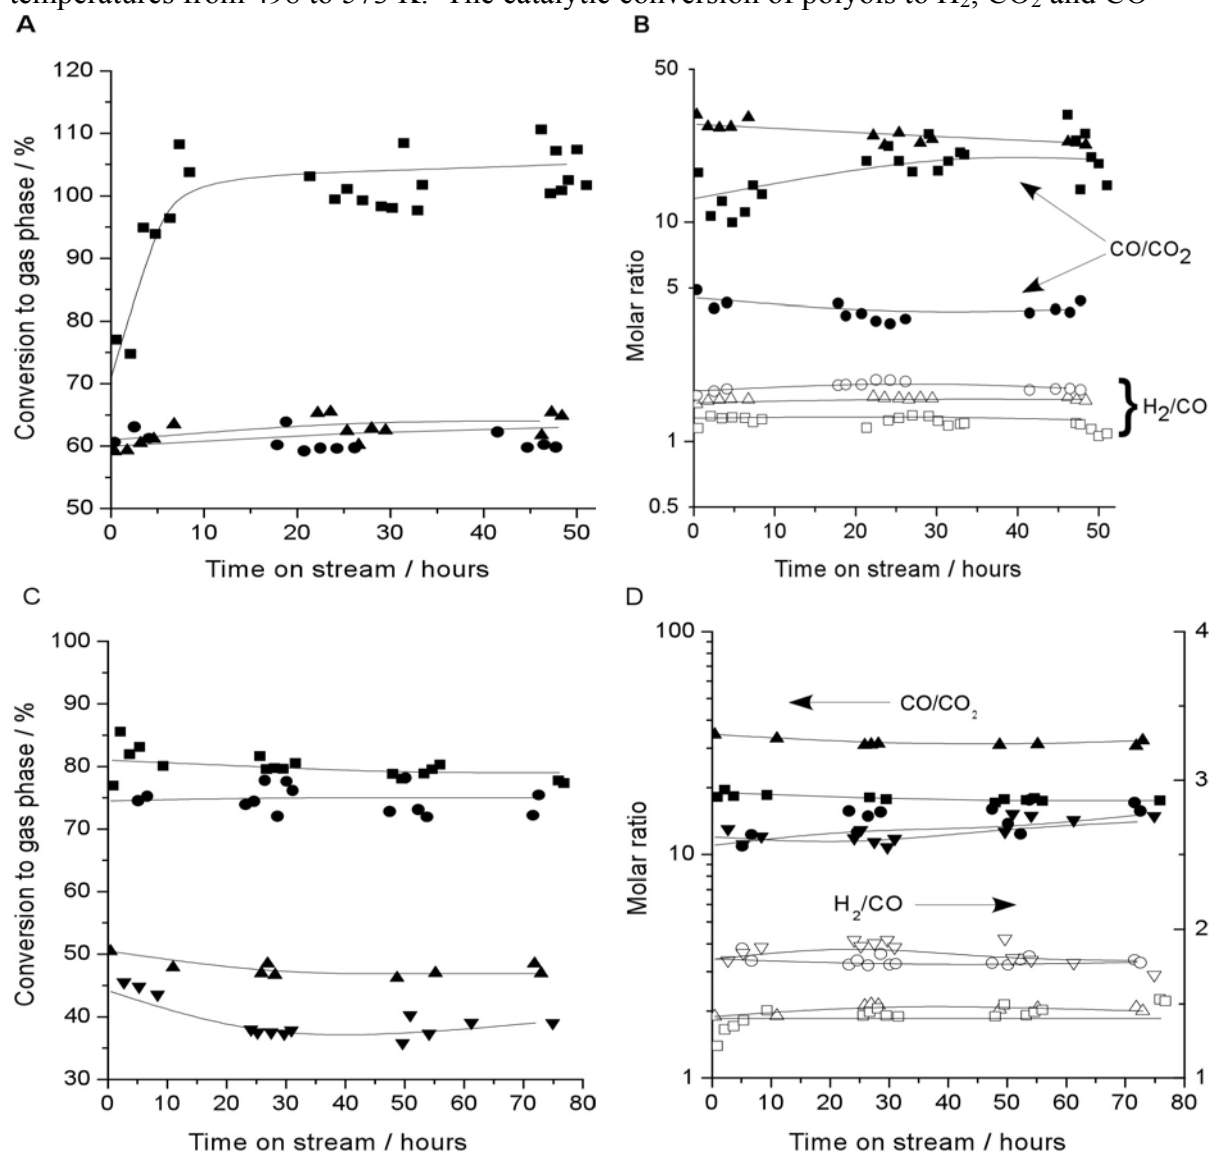 temperatures from 498 to 573 K. The catalytic conversion of polyols to H2, CO2 and CO
A
B
120
110
100
90
80
70
60
50
Conversion to gas phase / %
0 10 20 30 40 50
Time on stream / hours
50
10
5
1
0.5
Molar ratio
CO/CO2
H2/CO
0 10 20 30 40 50
Time on stream / hours
C
D
100
90
80
70
60
50
40
30
Conversion to gas phase / %
0 10 20 30 40 50 60 70 80
Time on stream / hours
100
10
1
Molar ratio
CO/CO2
H2/CO
4
3
2
1
0 10 20 30 40 50 60 70 80
Time on stream / hours